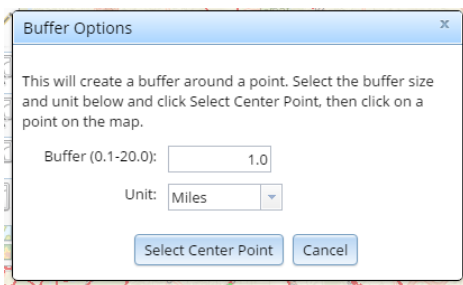 Buffer Options x
This will create a buffer around a point. Select the buffer size
and unit below and click Select Center Point, then click on a
point on the map.
Buffer (0.1-20.0): 1.0
Unit: Miles
Select Center Point Cancel